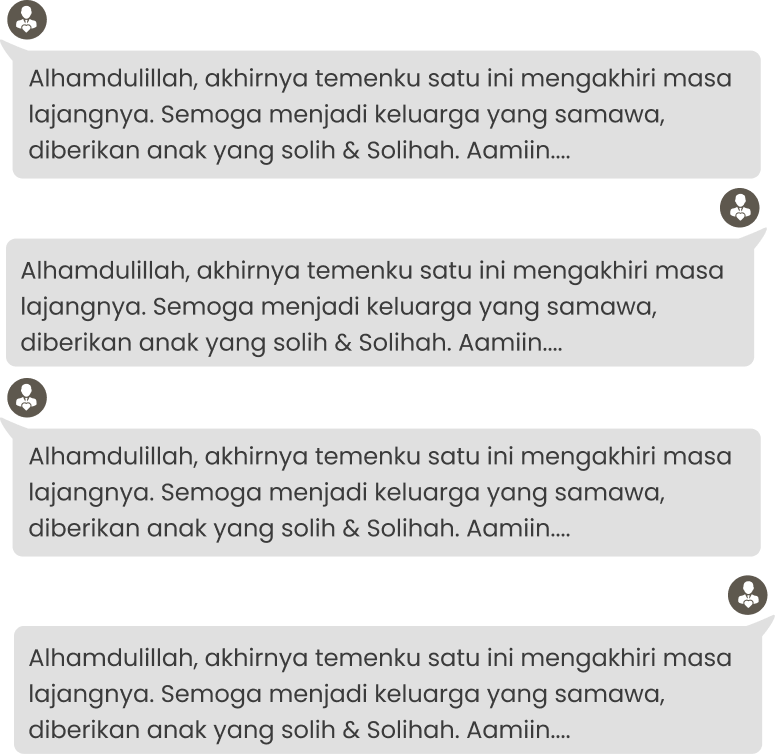 Alhamdulillah, akhirnya temenku satu ini mengakhiri masa
lajangnya. Semoga menjadi keluarga yang samawa,
diberikan anak yang solih & Solihah. Aamiin....
Alhamdulillah, akhirnya temenku satu ini mengakhiri masa
lajangnya. Semoga menjadi keluarga yang samawa,
diberikan anak yang solih & Solihah. Aamiin....
Alhamdulillah, akhirnya temenku satu ini mengakhiri masa
lajangnya. Semoga menjadi keluarga yang samawa,
diberikan anak yang solih & Solihah. Aamiin....
Alhamdulillah, akhirnya temenku satu ini mengakhiri masa
lajangnya. Semoga menjadi keluarga yang samawa,
diberikan anak yang solih & Solihah. Aamiin....